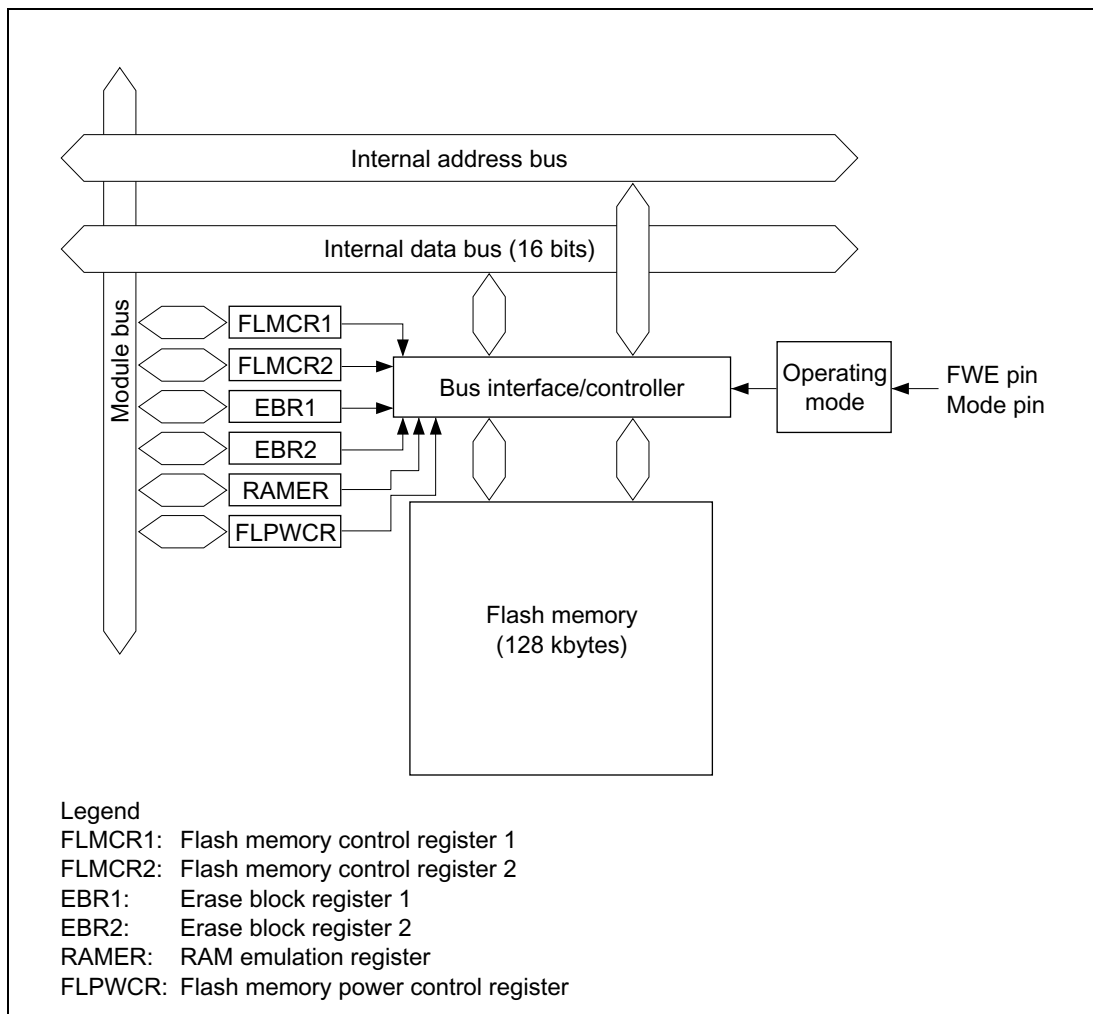 Internal address bus
Internal data bus (16 bits)
Module bus
FLMCR1
FLMCR2
EBR1
EBR2
RAMER
FLPWCR
Bus interface/controller
Operating
mode
FWE pin
Mode pin
Flash memory
(128 kbytes)
Legend
FLMCR1: Flash memory control register 1
FLMCR2: Flash memory control register 2
EBR1: Erase block register 1
EBR2: Erase block register 2
RAMER: RAM emulation register
FLPWCR: Flash memory power control register